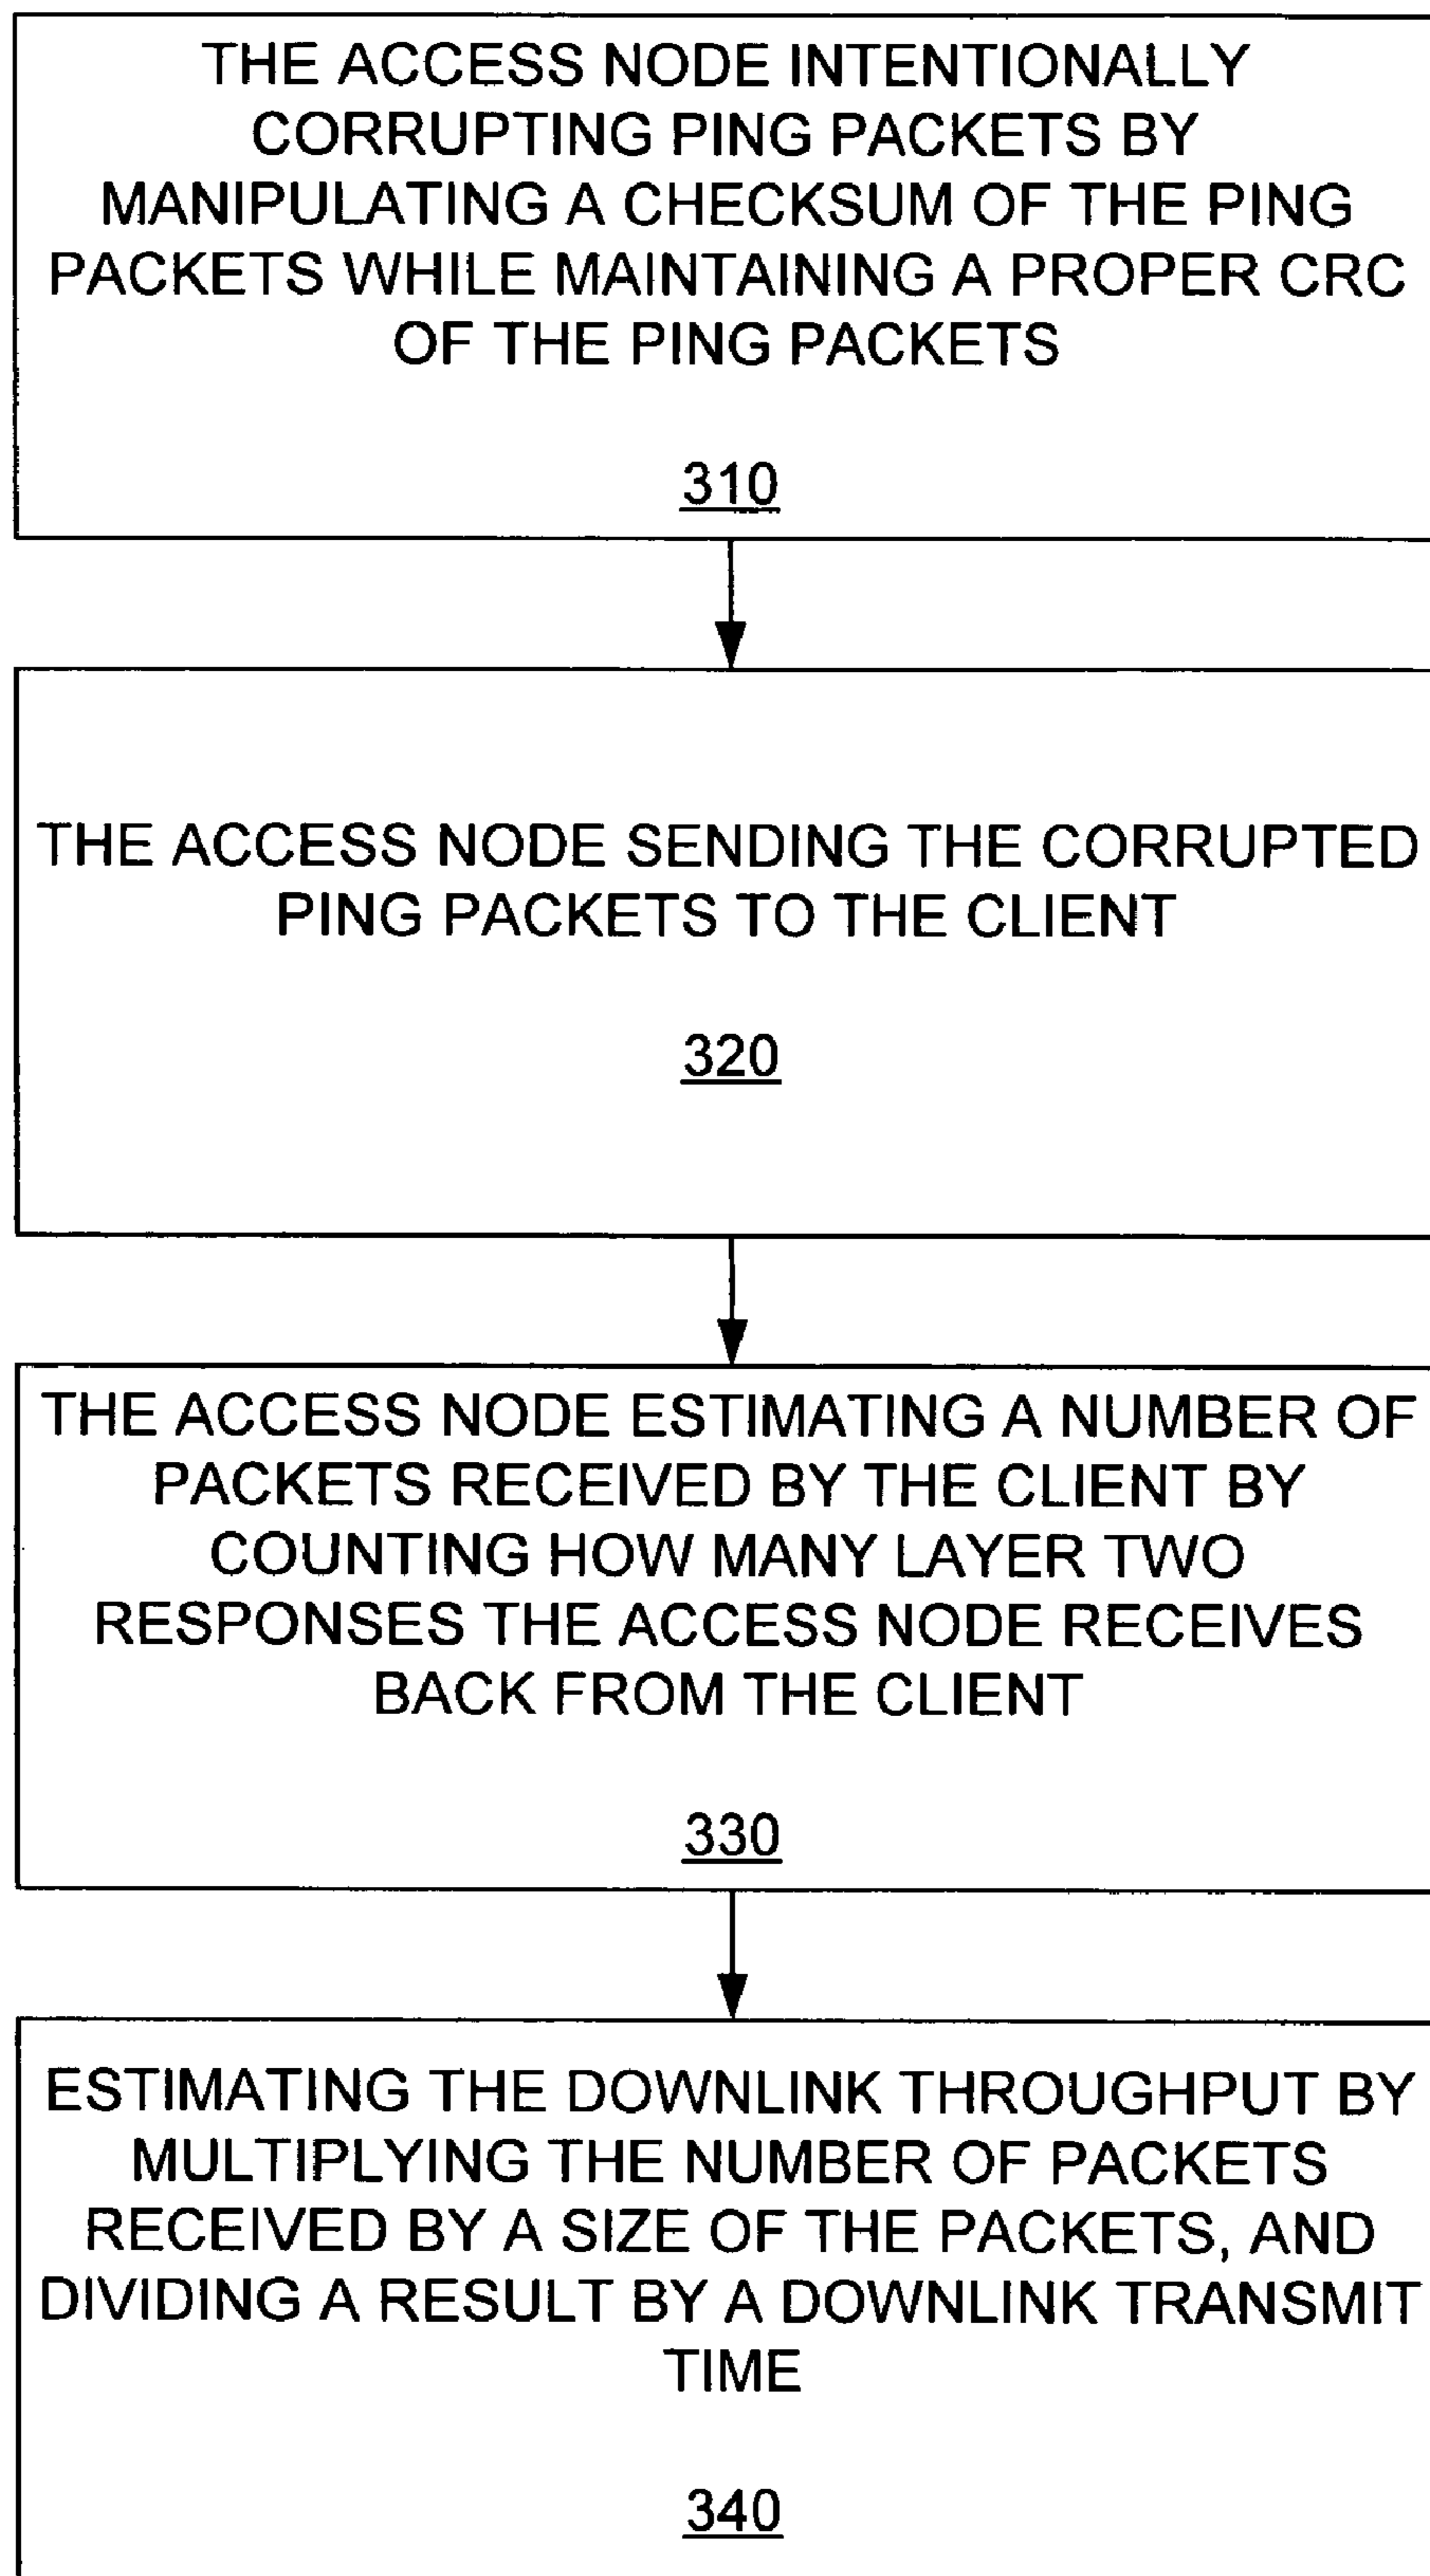 THE ACCESS NODE INTENTIONALLY
CORRUPTING PING PACKETS BY
MANIPULATING A CHECKSUM OF THE PING
PACKETS WHILE MAINTAINING A PROPER CRC
OF THE PING PACKETS
310
THE ACCESS NODE SENDING THE CORRUPTED
PING PACKETS TO THE CLIENT
320
THE ACCESS NODE ESTIMATING A NUMBER OF
PACKETS RECEIVED BY THE CLIENT BY
COUNTING HOW MANY LAYER TWO
RESPONSES THE ACCESS NODE RECEIVES
BACK FROM THE CLIENT
330
ESTIMATING THE DOWNLINK THROUGHPUT BY
MULTIPLYING THE NUMBER OF PACKETS
RECEIVED BY A SIZE OF THE PACKETS, AND
DIVIDING A RESULT BY A DOWNLINK TRANSMIT
TIME
340